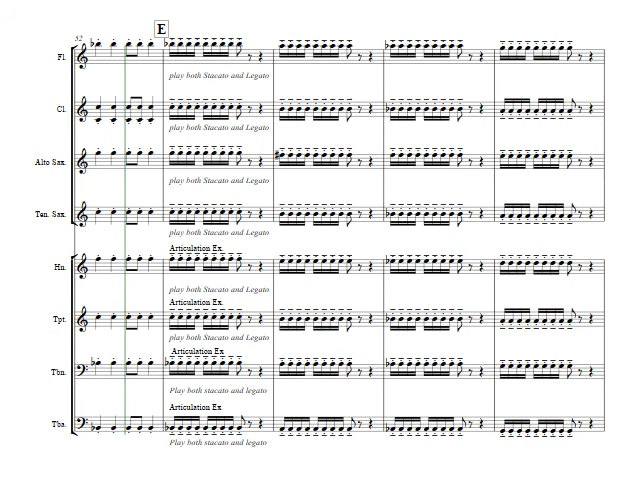 E
52
Fl.
play both Stacato and Legato
Cl.
play both Stacato and Legato
Alto Sax.
play both Stacato and Legato
Ten. Sax.
play both Stacato and Legato
Articulation Ex.
Hn.
play both Stacato and Legato
Articulation Ex.
Tpt.
play both Stacato and Legato
Articulation Ex
Tbn.
Play both stacato and legato
Articulation Ex
Tba.
Play both stacato and legato